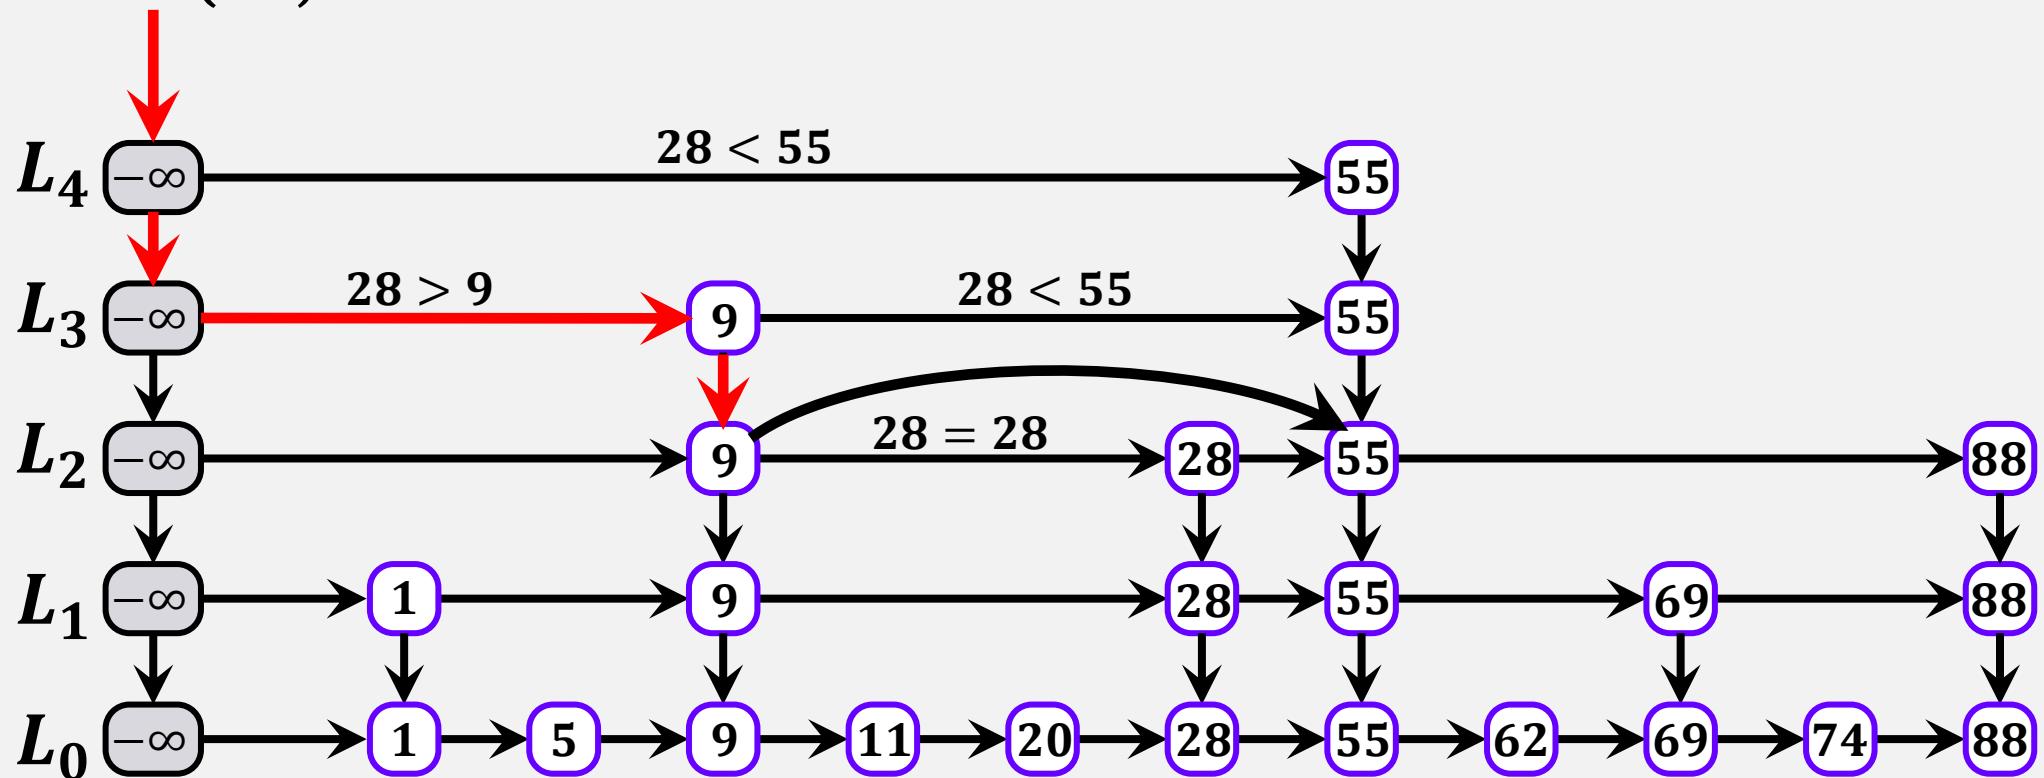 28 < 55
L4 −∞ 55
28 > 9 28 < 55
L3 −∞ 9 55
28 = 28
L2 −∞ 9 28 55 88
L1 −∞ 1 9 28 55 69 88
L0 −∞ 1 5 9 11 20 28 55 62 69 74 88